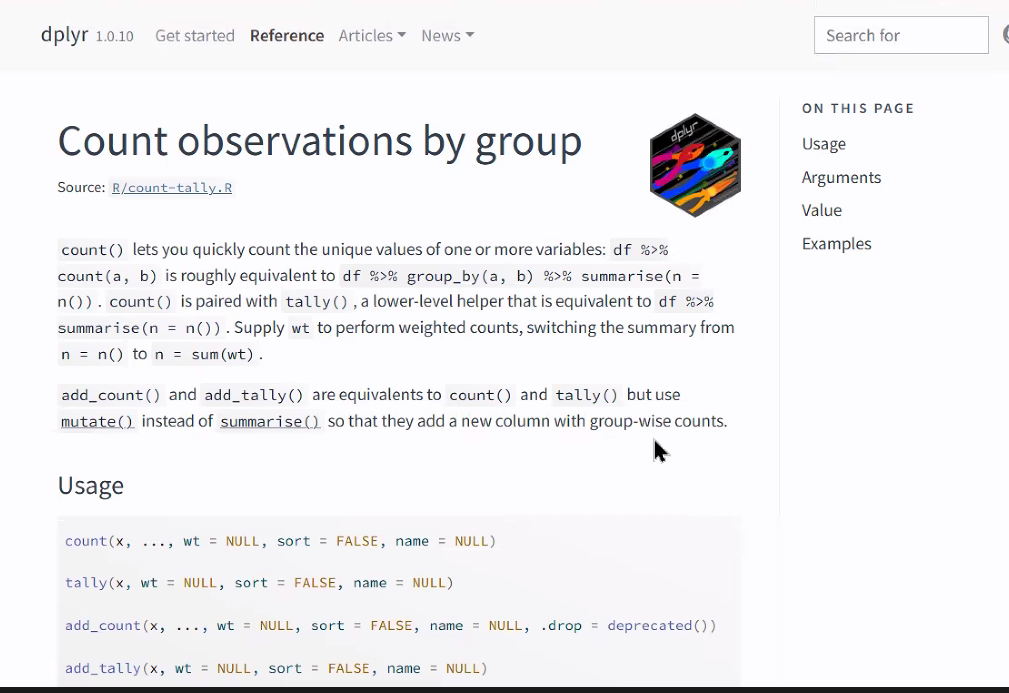 dplyr 1.0.10 Get started Reference Articles News Search for
Count observations by group
dplyr
Source: R/count-tally.R
count() lets you quickly count the unique values of one or more variables: df %>%
count(a, b) is roughly equivalent to df %>% group_by(a, b) %>% summarise(n =
n()). count() is paired with tally(), a lower-level helper that is equivalent to df %>%
summarise(n = n()). Supply wt to perform weighted counts, switching the summary from
n = n() to n = sum(wt).
add_count() and add_tally() are equivalents to count() and tally() but use
mutate() instead of summarise() so that they add a new column with group-wise counts.
Usage
count(x, ..., wt = NULL, sort = FALSE, name = NULL)
tally(x, wt = NULL, sort = FALSE, name = NULL)
add_count(x, ..., wt = NULL, sort = FALSE, name = NULL, .drop = deprecated())
add_tally(x, wt = NULL, sort = FALSE, name = NULL)
ON THIS PAGE
Usage
Arguments
Value
Examples